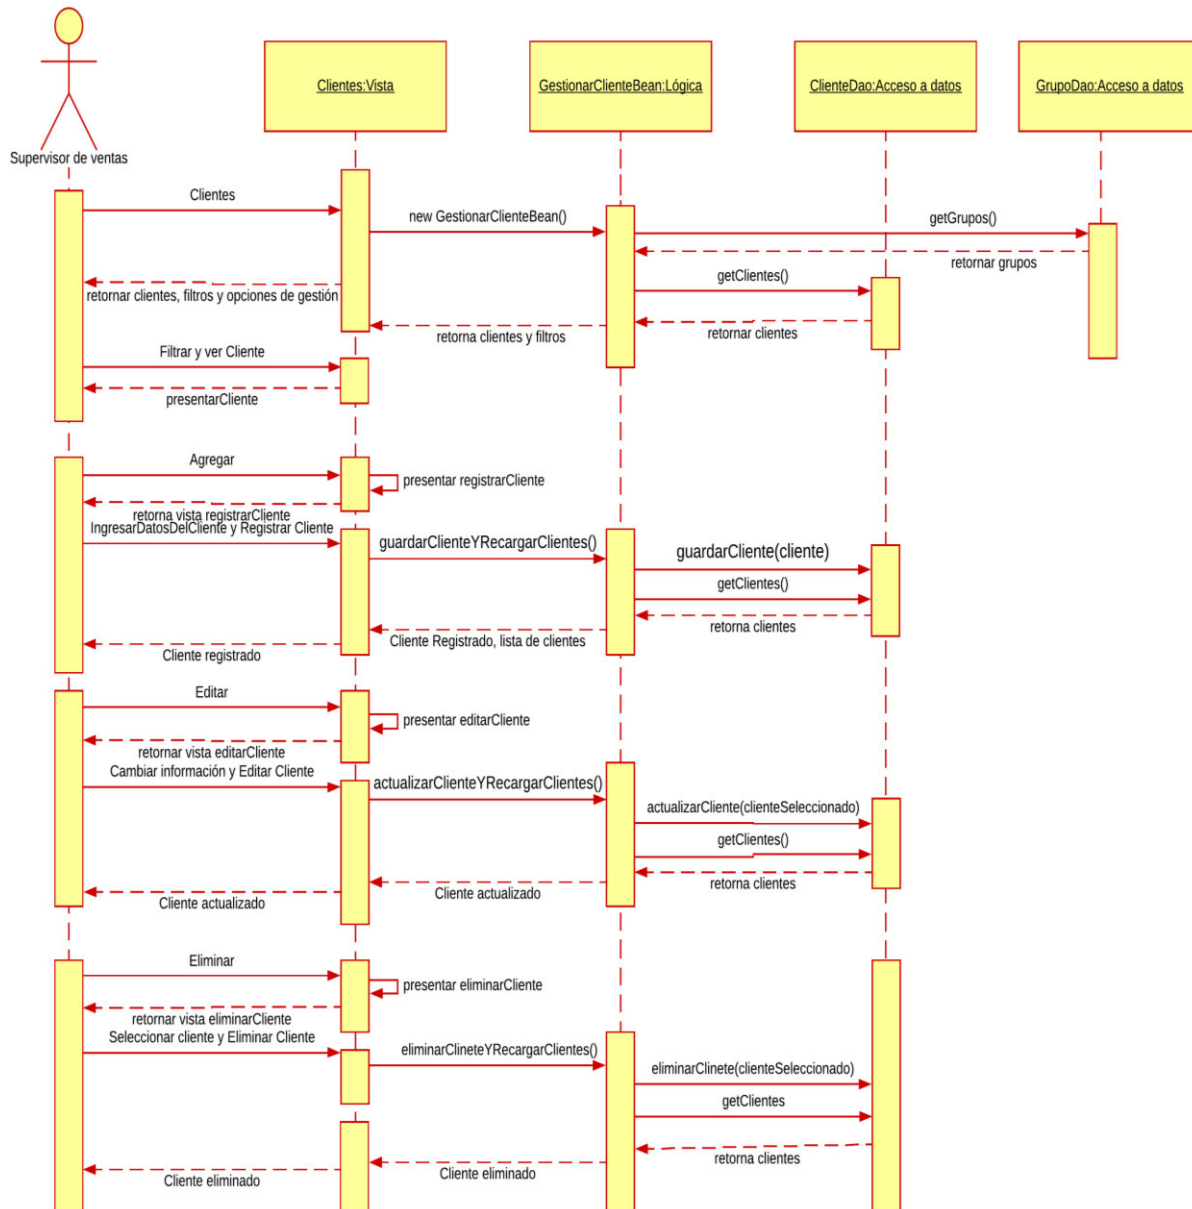 Clientes:Vista
GestionarClienteBean:Lógica
ClienteDao:Acceso a datos
GrupoDao:Acceso a datos
Supervisor de ventas
Clientes
new GestionarClienteBean()
getGrupos()
retornar grupos
getClientes()
retornar clientes, filtros y opciones de gestión
retornar clientes
retorna clientes y filtros
Filtrar y ver Cliente
presentarCliente
Agregar
presentar registrarCliente
retorna vista registrarCliente
IngresarDatosDelCliente y Registrar Cliente
guardarClienteYRecargarClientes()
guardarCliente(cliente)
getClientes()
retorna clientes
Cliente Registrado, lista de clientes
Cliente registrado
Editar
presentar editarCliente
retornar vista editarCliente
Cambiar información y Editar Cliente
actualizarClienteYRecargarClientes()
actualizarCliente(clienteSeleccionado)
getClientes()
retorna clientes
Cliente actualizado
Cliente actualizado
Eliminar
presentar eliminarCliente
retornar vista eliminarCliente
Seleccionar cliente y Eliminar Cliente
eliminarClineteYRecargarClientes()
eliminarClinete(clienteSeleccionado)
getClientes
retorna clientes
Cliente eliminado
Cliente eliminado